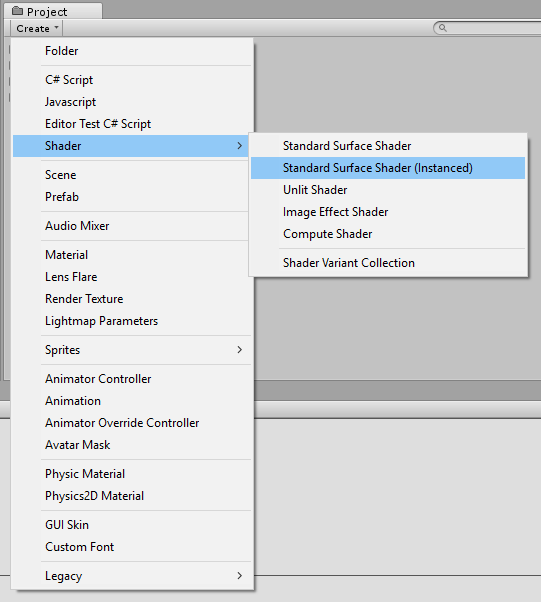 Project
Create
Folder
C# Script
Javascript
Editor Test C# Script
Shader
Standard Surface Shader
Standard Surface Shader (Instanced)
Unlit Shader
Image Effect Shader
Compute Shader
Shader Variant Collection
Scene
Prefab
Audio Mixer
Material
Lens Flare
Render Texture
Lightmap Parameters
Sprites
Animator Controller
Animation
Animator Override Controller
Avatar Mask
Physic Material
Physics2D Material
GUI Skin
Custom Font
Legacy